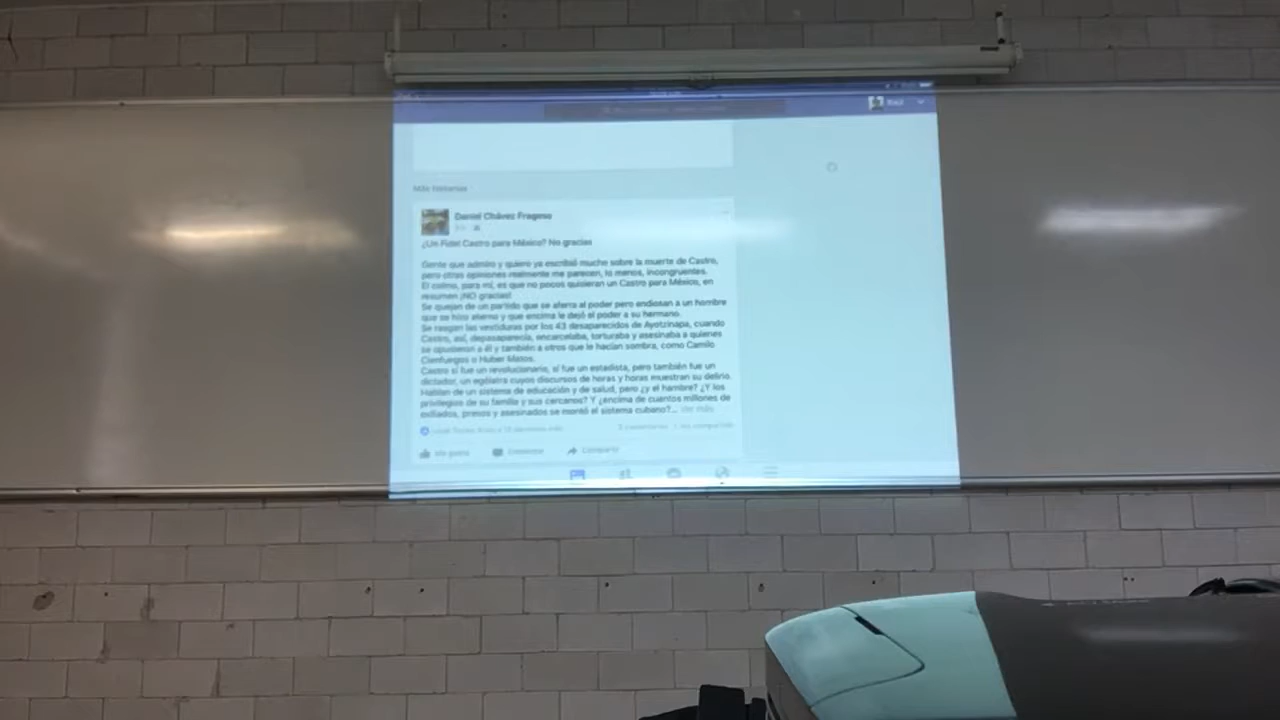 Raúl
Más historias
Daniel Chávez Fragoso
¿Un Fidel Castro para México? No gracias
Gente que admiro y quiero ya escribió mucho sobre la muerte de Castro,
pero otras opiniones realmente me parecen, lo menos, incongruentes.
El colmo, para mí, es que no pocos quisieran un Castro para México, en
resumen ¡NO gracias!
Se quejan de un partido que se aferra al poder pero endiosan a un hombre
que se hizo eterno y que encima le dejó el poder a su hermano.
Se rasgan las vestiduras por los 43 desaparecidos de Ayotzinapa, cuando
Castro, así, desaparecía, encarcelaba, torturaba y asesinaba a quienes
se opusieran a él y también a otros que le hacían sombra, como Camilo
Cienfuegos o Huber Matos.
Castro sí fue un revolucionario, sí fue un estadista, pero también fue un
dictador, un ególatra cuyos discursos de horas y horas muestran su delirio.
Hablan de un sistema de educación y de salud, pero ¿y el hambre? ¿Y los
privilegios de su familia y sus cercanos? Y ¿encima de cuantos millones de
exiliados, presos y asesinados se montó el sistema cubano?... Ver más
Me gusta Comentar Compartir